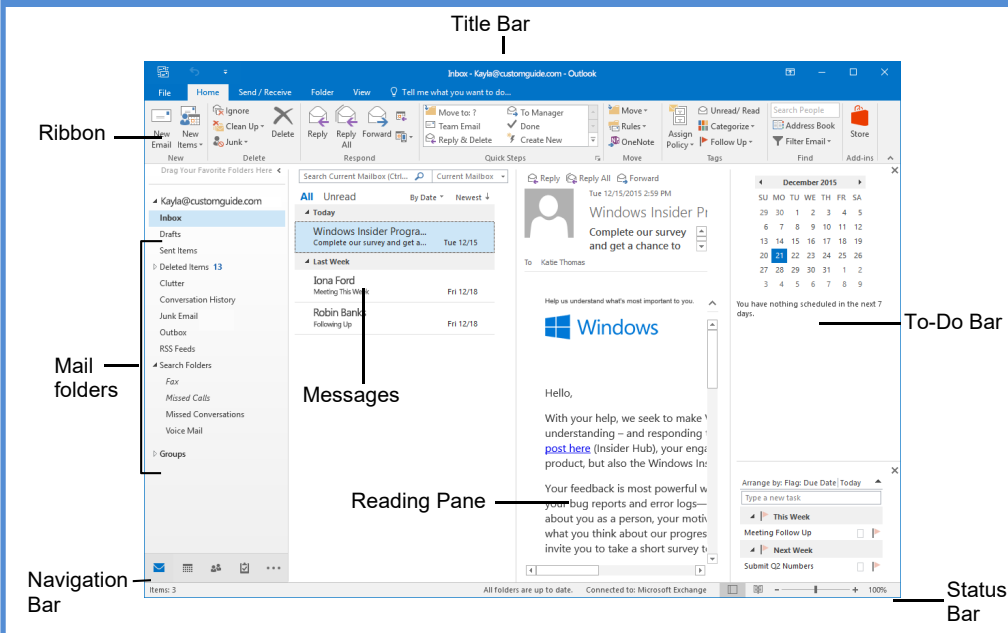 Title Bar
Inbox - Kayla@customguide.com - Outlook
File Home Send / Receive Folder View Tell me what you want to do...
Ribbon
New Email
New Items
New
Ignore
Clean Up
Junk
Delete
Delete
Reply
Reply All
Forward
Respond
Move to: ?
Team Email
Reply & Delete
To Manager
Done
Create New
Quick Steps
Move
Rules
OneNote
Move
Assign Policy
Unread/ Read
Categorize
Follow Up
Tags
Search People
Address Book
Filter Email
Find
Store
Add-ins
Drag Your Favorite Folders Here
Kayla@customguide.com
Inbox
Drafts
Sent Items
Deleted Items 13
Clutter
Conversation History
Junk Email
Outbox
RSS Feeds
Search Folders
Fax
Missed Calls
Missed Conversations
Voice Mail
Groups
Mail
folders
Search Current Mailbox (Ctrl... Current Mailbox
All Unread By Date Newest
Today
Windows Insider Progra...
Complete our survey and get a... Tue 12/15
Last Week
Iona Ford
Meeting This Week Fri 12/18
Robin Banks
Following Up Fri 12/18
Messages
Reply Reply All Forward
Tue 12/15/2015 2:59 PM
Windows Insider Pr
Complete our survey
and get a chance to
To Katie Thomas
Help us understand what's most important to you.
Windows
Hello,
With your help, we seek to make
understanding – and responding
post here (Insider Hub), your enga
product, but also the Windows Ins
Your feedback is most powerful w
your bug reports and error logs—
about you as a person, your motiv
what you think about our progres
invite you to take a short survey t
Reading Pane
December 2015
SU MO TU WE TH FR SA
29 30 1 2 3 4 5
6 7 8 9 10 11 12
13 14 15 16 17 18 19
20 21 22 23 24 25 26
27 28 29 30 31 1 2
3 4 5 6 7 8 9
You have nothing scheduled in the next 7
days.
To-Do Bar
Arrange by: Flag: Due Date Today
Type a new task
This Week
Meeting Follow Up
Next Week
Submit Q2 Numbers
Navigation
Bar
Items: 3 All folders are up to date. Connected to: Microsoft Exchange 100%
Status
Bar